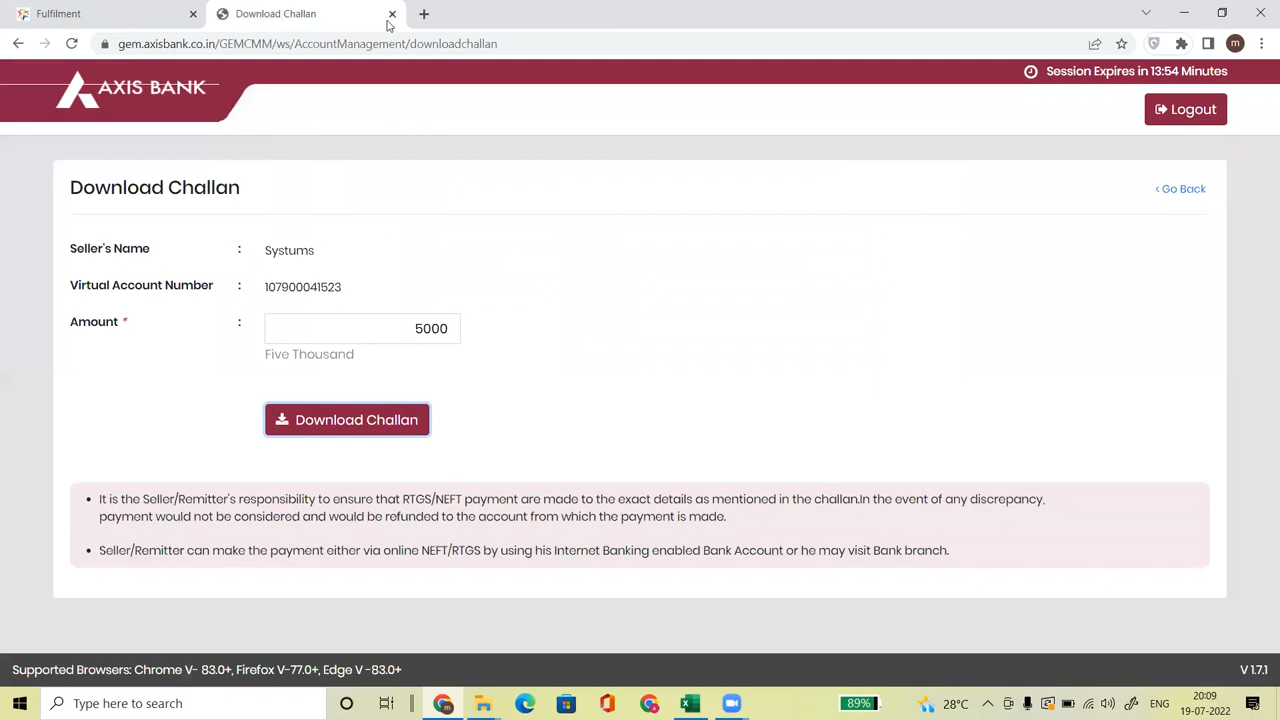 Fulfilment
Download Challan
gem.axisbank.co.in/GEMCMM/ws/AccountManagement/downloadchallan
m
Session Expires in 13:54 Minutes
AXIS BANK
Logout
Download Challan
< Go Back
Seller's Name : Systums
Virtual Account Number : 107900041523
Amount * : 5000
Five Thousand
Download Challan
• It is the Seller/Remitter's responsibility to ensure that RTGS/NEFT payment are made to the exact details as mentioned in the challan.In the event of any discrepancy,
payment would not be considered and would be refunded to the account from which the payment is made.
• Seller/Remitter can make the payment either via online NEFT/RTGS by using his Internet Banking enabled Bank Account or he may visit Bank branch.
Supported Browsers: Chrome V- 83.0+, Firefox V-77.0+, Edge V -83.0+
V 1.7.1
Type here to search
89%
28°C
ENG
20:09
19-07-2022